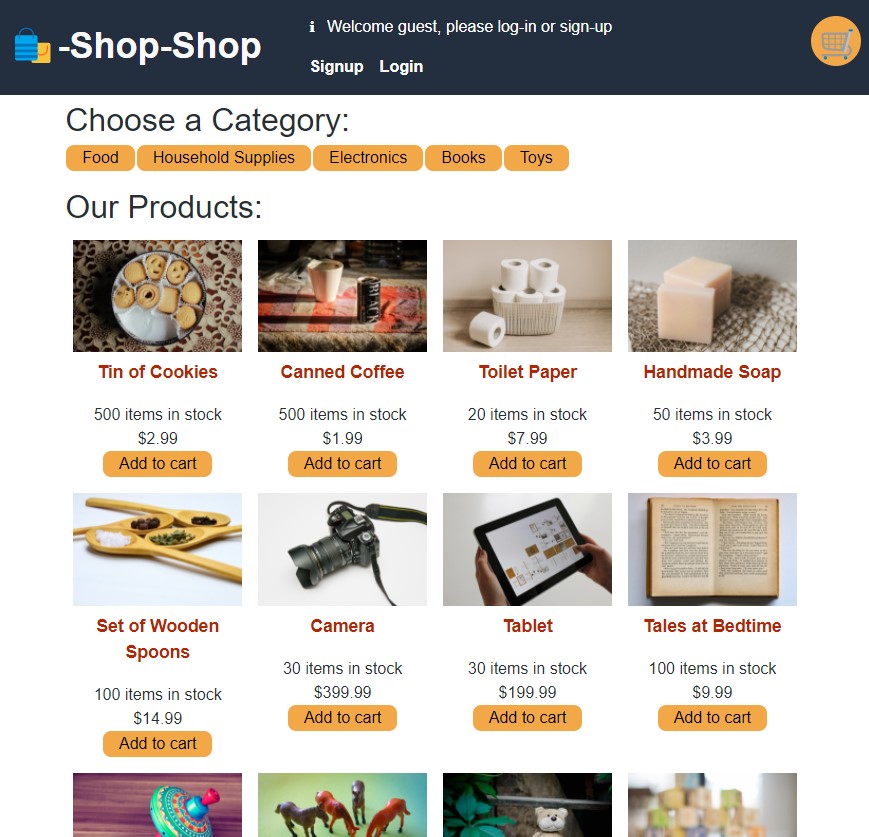 -Shop-Shop
Welcome guest, please log-in or sign-up
Signup Login
Choose a Category:
Food Household Supplies Electronics Books Toys
Our Products:
BLACK
Tin of Cookies Canned Coffee Toilet Paper Handmade Soap
500 items in stock 500 items in stock 20 items in stock 50 items in stock
$2.99 $1.99 $7.99 $3.99
Add to cart Add to cart Add to cart Add to cart
Set of Wooden Spoons Camera Tablet Tales at Bedtime
100 items in stock 30 items in stock 30 items in stock 100 items in stock
$14.99 $399.99 $199.99 $9.99
Add to cart Add to cart Add to cart Add to cart